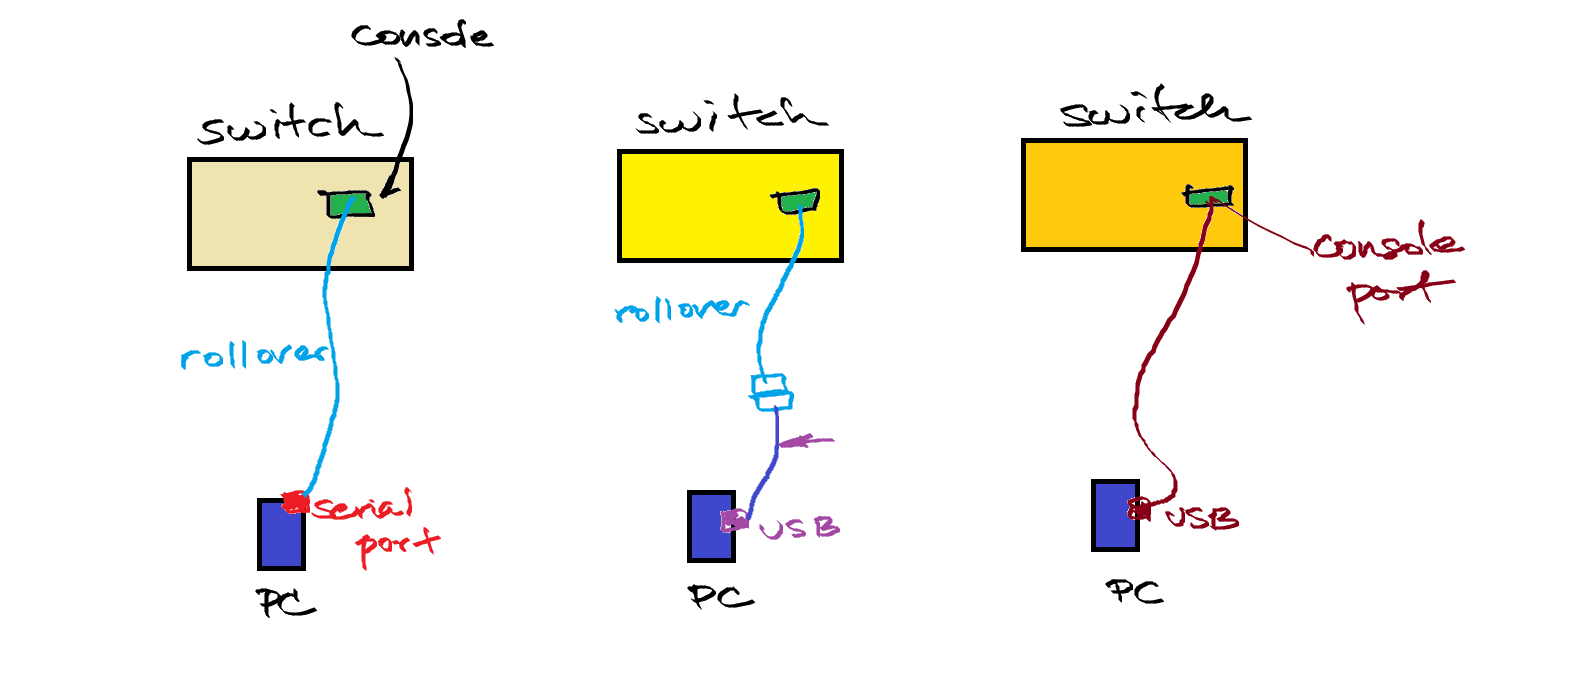 console
switch
rollover
serial
port
PC
switch
rollover
USB
PC
switch
console
port
USB
PC